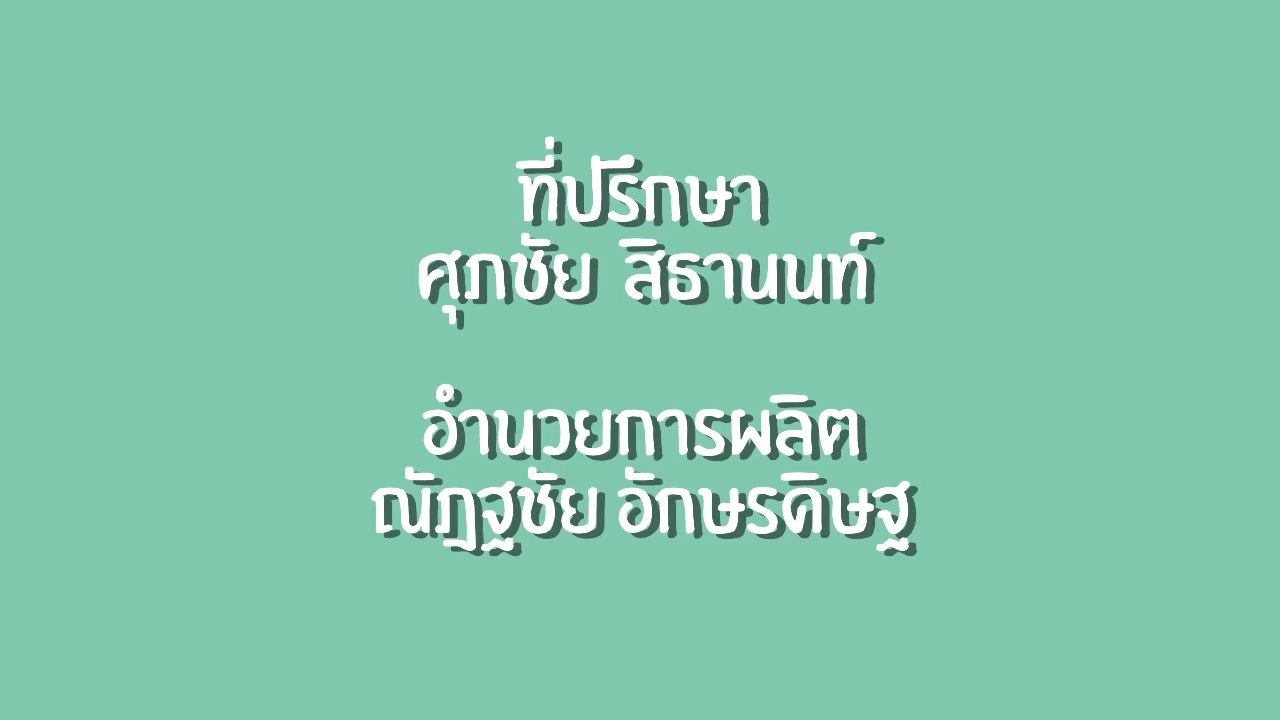 ที่ปรึกษา
ศุภชัย สิธานนท์
อำนวยการผลิต
ณัฏฐชัย อักษรดิษฐ